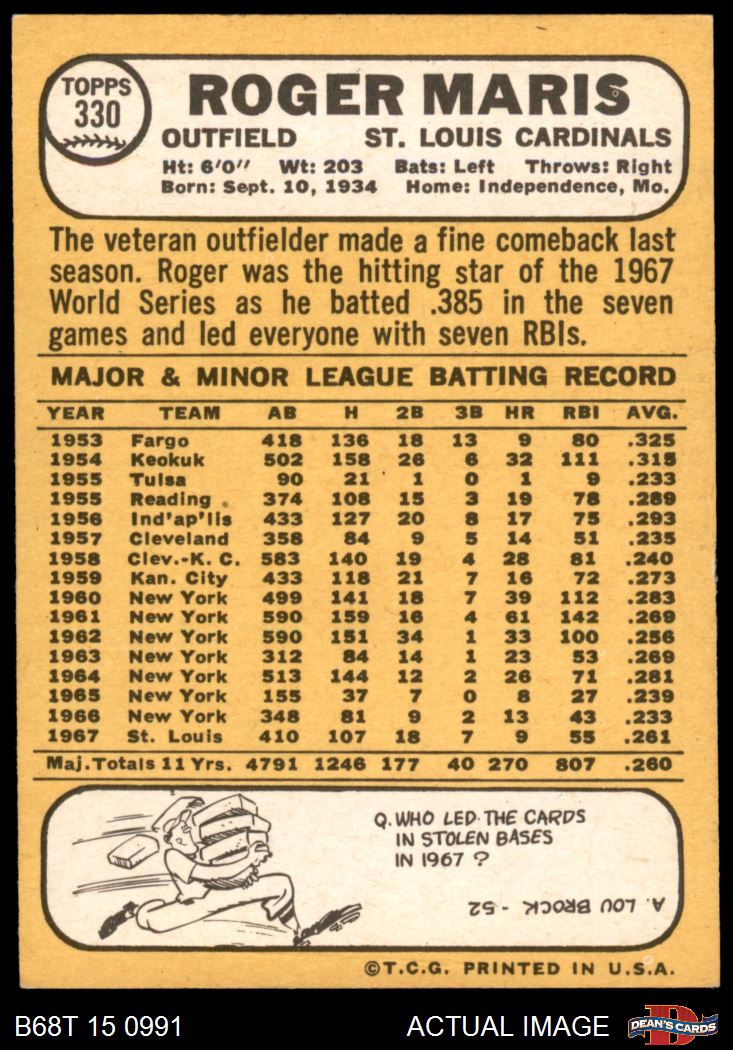 TOPPS
330
ROGER MARIS
OUTFIELD ST. LOUIS CARDINALS
Ht: 6'0" Wt: 203 Bats: Left Throws: Right
Born: Sept. 10, 1934 Home: Independence, Mo.
The veteran outfielder made a fine comeback last
season. Roger was the hitting star of the 1967
World Series as he batted .385 in the seven
games and led everyone with seven RBIs.
MAJOR & MINOR LEAGUE BATTING RECORD
YEAR TEAM AB H 2B 3B HR RBI AVG.
1953 Fargo 418 136 18 13 9 80 .325
1954 Keokuk 502 158 26 6 32 111 .315
1955 Tulsa 90 21 1 0 1 9 .233
1955 Reading 374 108 15 3 19 78 .289
1956 Ind'ap'lis 433 127 20 8 17 75 .293
1957 Cleveland 358 84 9 5 14 51 .235
1958 Clev.-K. C. 583 140 19 4 28 81 .240
1959 Kan. City 433 118 21 7 16 72 .273
1960 New York 499 141 18 7 39 112 .283
1961 New York 590 159 16 4 61 142 .269
1962 New York 590 151 34 1 33 100 .256
1963 New York 312 84 14 1 23 53 .269
1964 New York 513 144 12 2 26 71 .281
1965 New York 155 37 7 0 8 27 .239
1966 New York 348 81 9 2 13 43 .233
1967 St. Louis 410 107 18 7 9 55 .261
Maj. Totals 11 Yrs. 4791 1246 177 40 270 807 .260
Q. WHO LED THE CARDS
IN STOLEN BASES
IN 1967 ?
A. LOU BROCK - 52
©T.C.G. PRINTED IN U.S.A.
B68T 15 0991 ACTUAL IMAGE DEAN'S CARDS